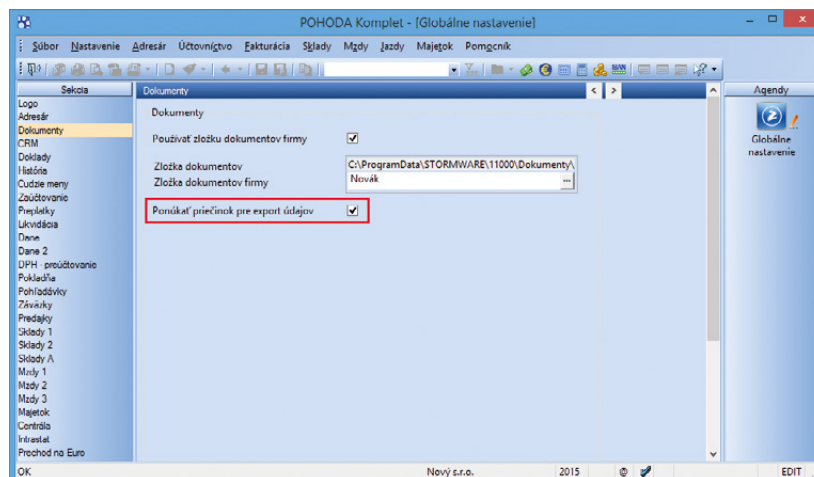 POHODA Komplet - [Globálne nastavenie]
Súbor Nastavenie Adresár Účtovníctvo Fakturácia Sklady Mzdy Jazdy Majetok Pomocník
Sekcia
Logo
Adresár
Dokumenty
CRM
Doklady
História
Cudzie meny
Zaúčtovanie
Preplatky
Likvidácia
Dane
Dane 2
DPH - preúčtovanie
Pokladňa
Pohľadávky
Záväzky
Predajky
Sklady 1
Sklady 2
Sklady A
Mzdy 1
Mzdy 2
Mzdy 3
Majetok
Contróla
Intrastat
Prechod na Euro
Dokumenty
Dokumenty
Používať zložku dokumentov firmy
Zložka dokumentov C:\ProgramData\STORMWARE\11000\Dokumenty\
Zložka dokumentov firmy Novák ...
Ponúkať priečinok pre export údajov
Agendy
Globálne
nastavenie
OK Nový s.r.o. 2015 @ EDIT